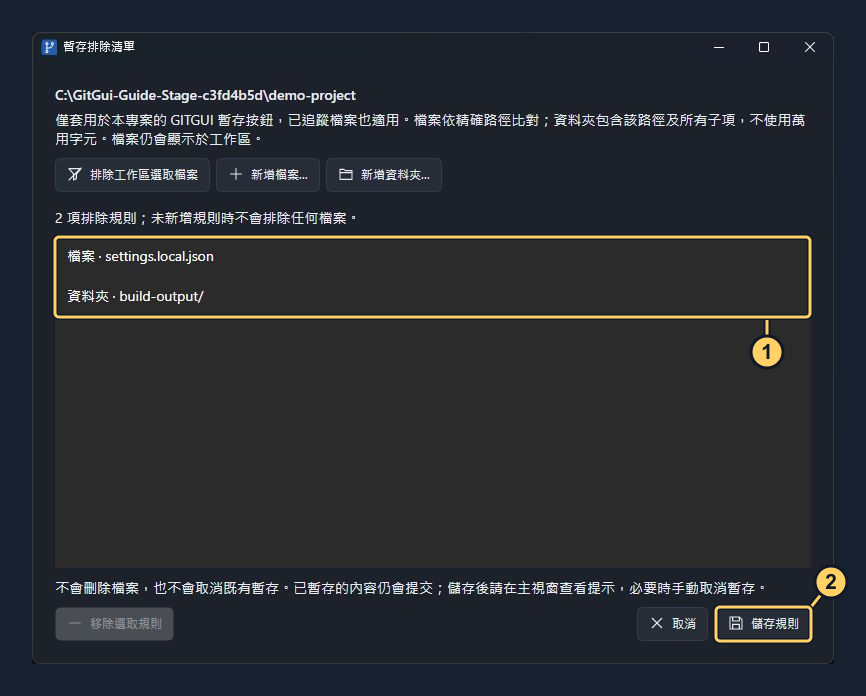 暫存排除清單
C:\GitGui-Guide-Stage-c3fd4b5d\demo-project
僅套用於本專案的 GITGUI 暫存按鈕，已追蹤檔案也適用。檔案依精確路徑比對；資料夾包含該路徑及所有子項，不使用萬
用字元。檔案仍會顯示於工作區。
排除工作區選取檔案
新增檔案...
新增資料夾...
2 項排除規則；未新增規則時不會排除任何檔案。
檔案 · settings.local.json
資料夾 · build-output/
1
不會刪除檔案，也不會取消既有暫存。已暫存的內容仍會提交；儲存後請在主視窗查看提示，必要時手動取消暫存。
2
移除選取規則
取消
儲存規則